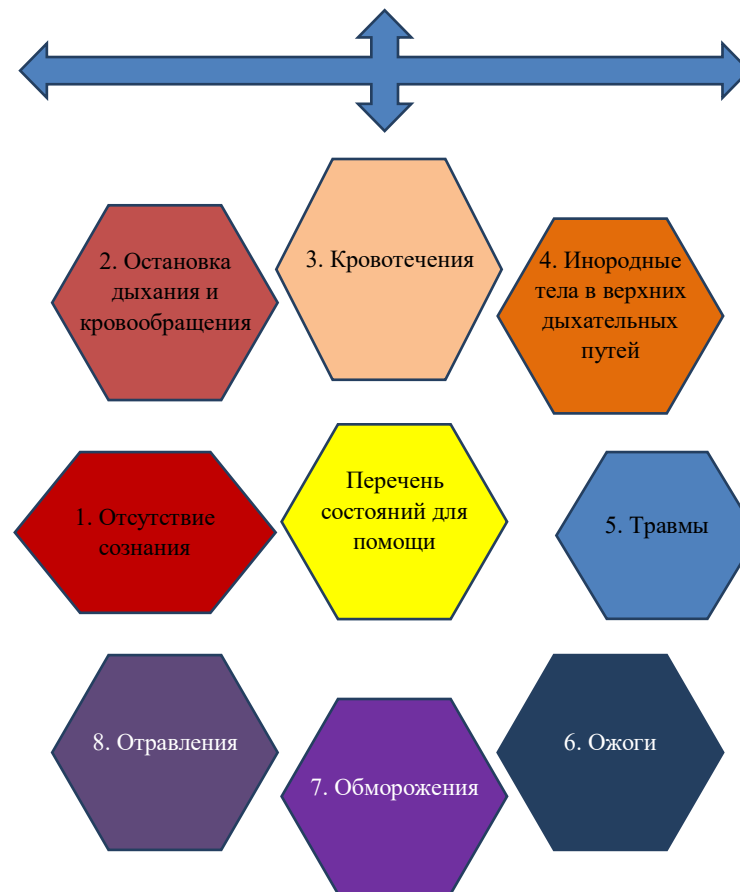 2. Остановка
дыхания и
кровообращения
3. Кровотечения
4. Инородные
тела в верхних
дыхательных
путей
1. Отсутствие
сознания
Перечень
состояний для
помощи
5. Травмы
8. Отравления
7. Обморожения
6. Ожоги